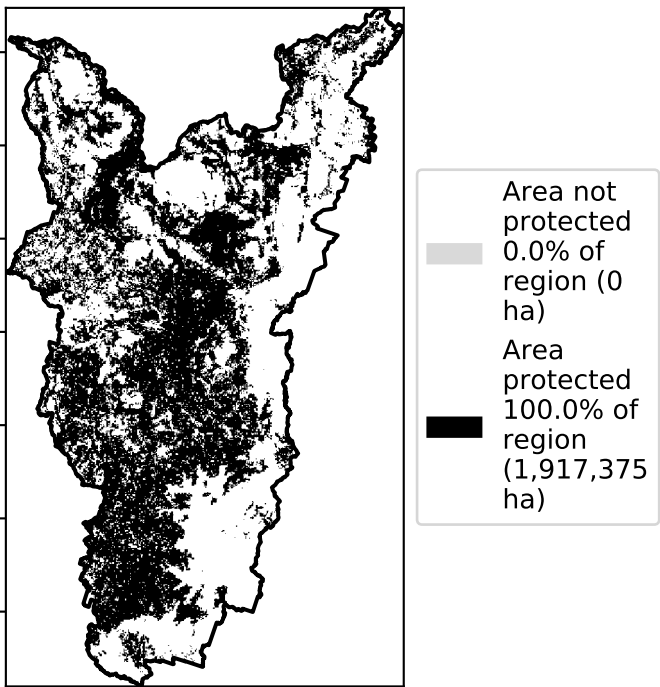 Area not
protected
0.0% of
region (0
ha)
Area
protected
100.0% of
region
(1,917,375
ha)